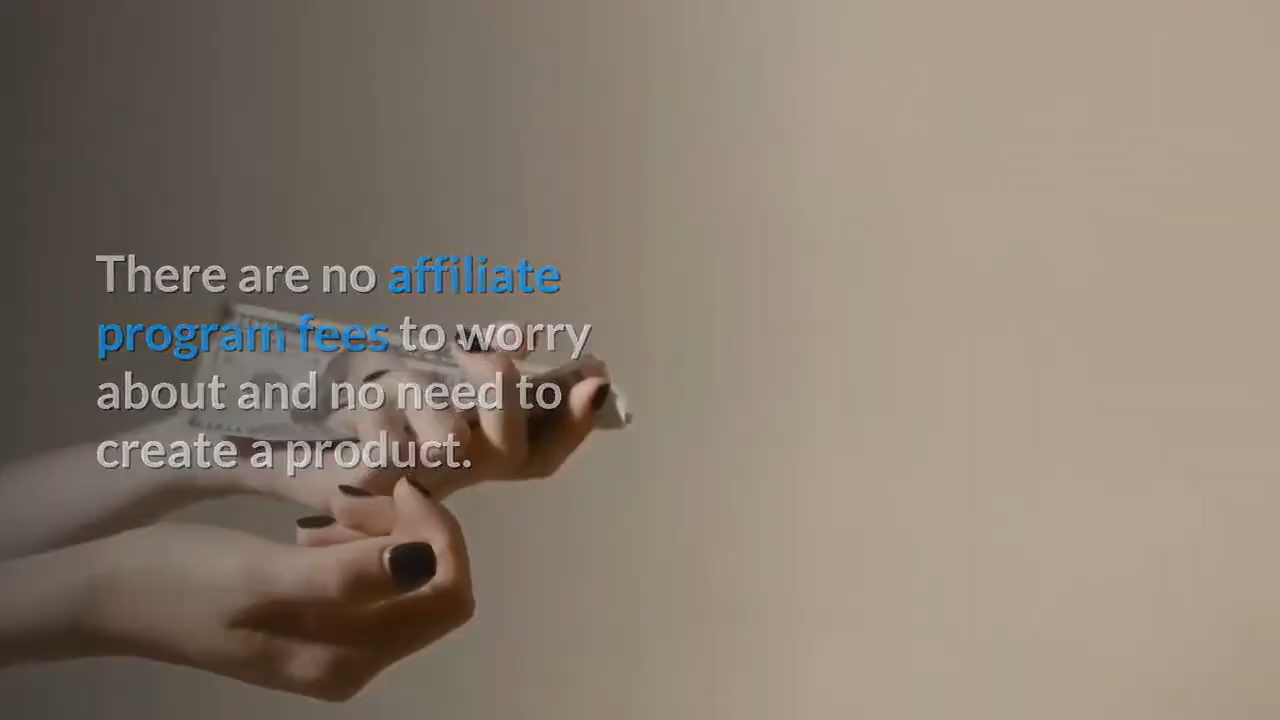 There are no affiliate
program fees to worry
about and no need to
create a product.